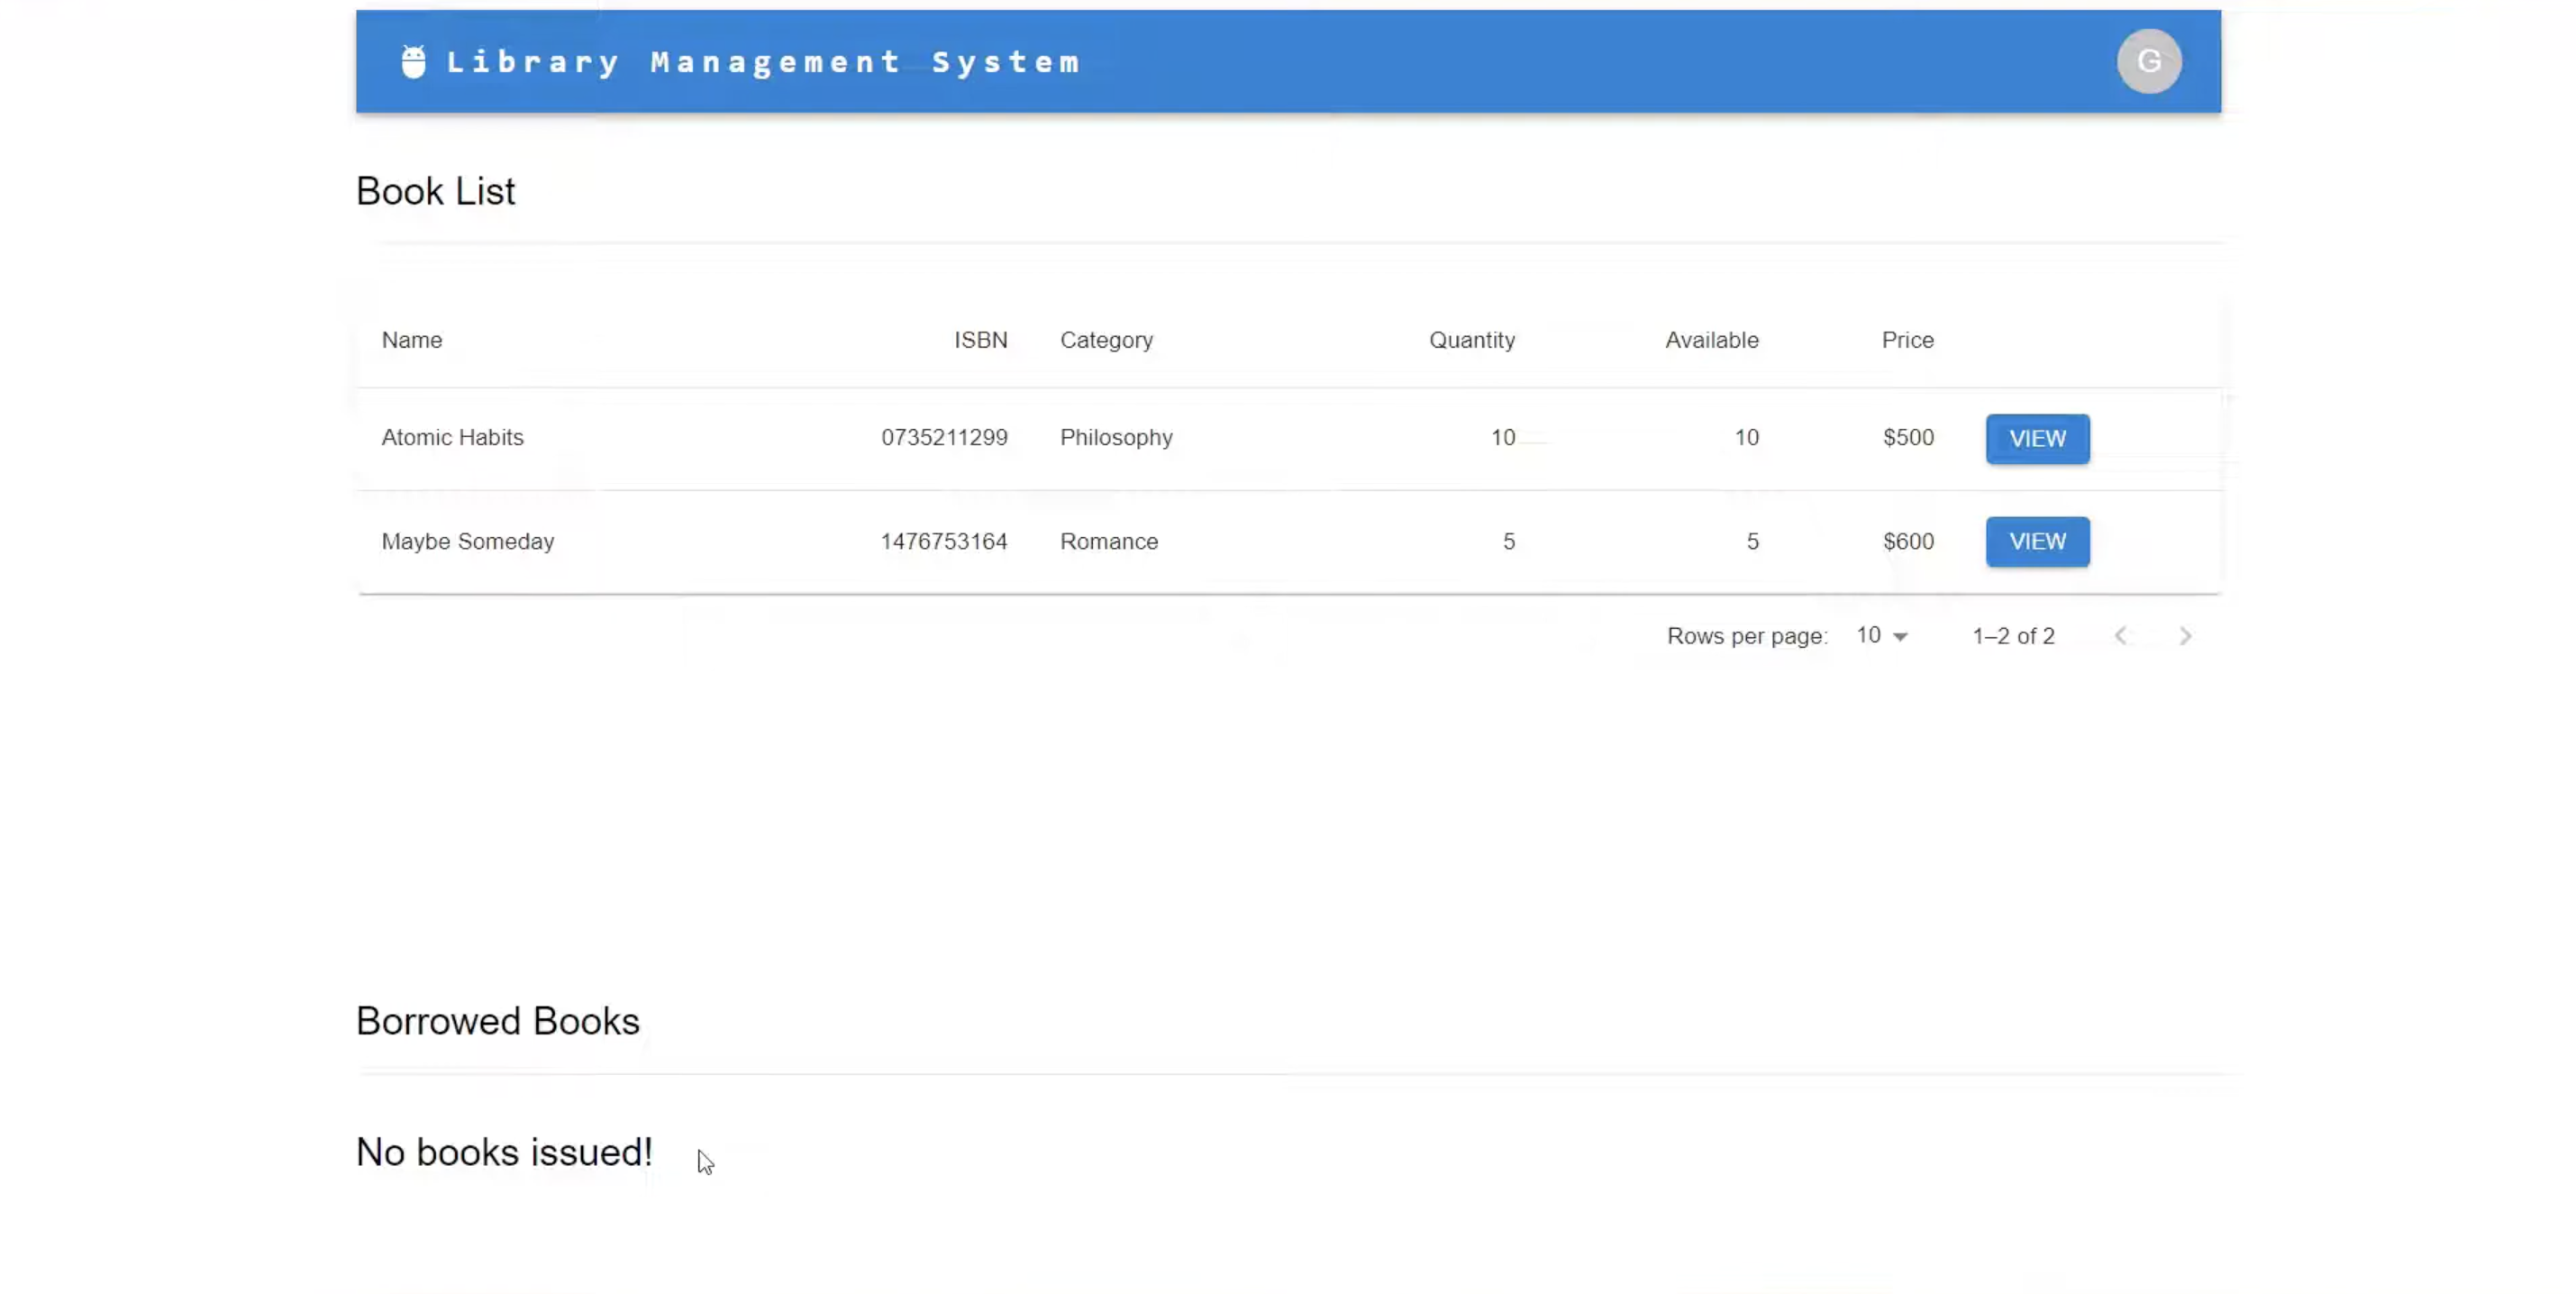 Library Management System
G
Book List
Name ISBN Category Quantity Available Price
Atomic Habits 0735211299 Philosophy 10 10 $500 VIEW
Maybe Someday 1476753164 Romance 5 5 $600 VIEW
Rows per page: 10 1–2 of 2
Borrowed Books
No books issued!